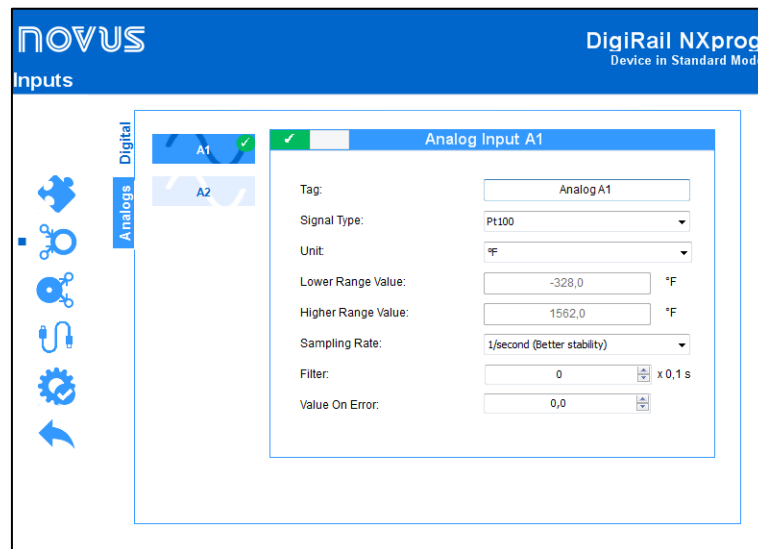 NOVUS
DigiRail NXprog
Device in Standard Mod
Inputs
Digital
Analogs
A1
A2
Analog Input A1
Tag: Analog A1
Signal Type: Pt100
Unit: °F
Lower Range Value: -328,0 °F
Higher Range Value: 1562,0 °F
Sampling Rate: 1/second (Better stability)
Filter: 0 x 0,1 s
Value On Error: 0,0